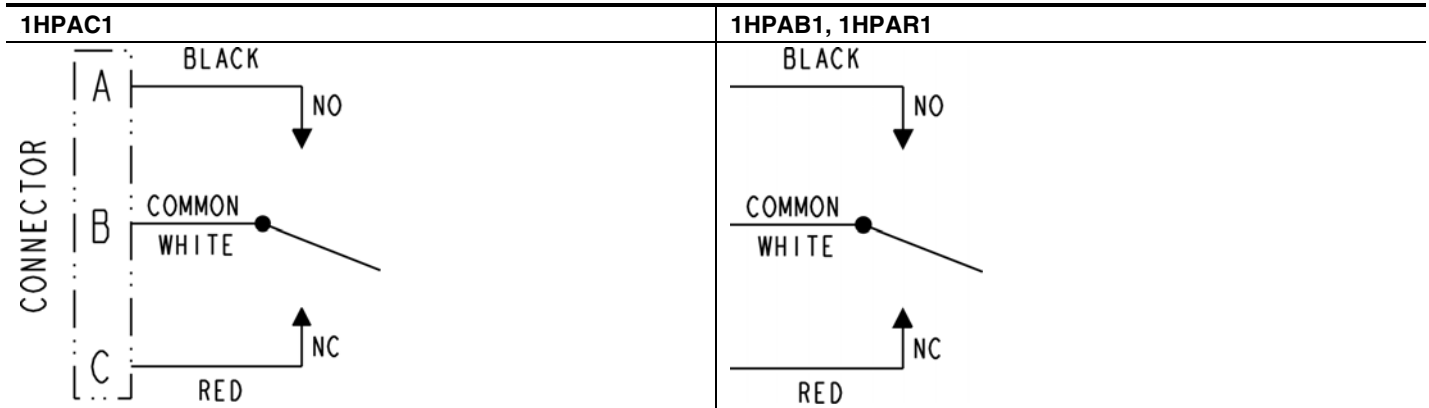 1HPAC1
BLACK
A
NO
CONNECTOR
COMMON
B
WHITE
NC
C
RED
1HPAB1, 1HPAR1
BLACK
NO
COMMON
WHITE
NC
RED